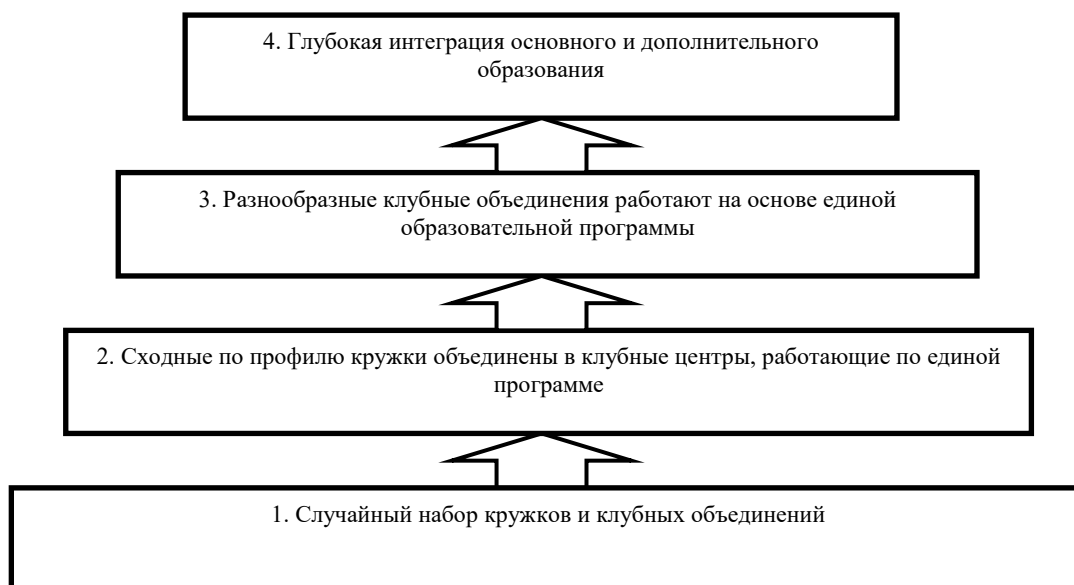 4. Глубокая интеграция основного и дополнительного
образования
3. Разнообразные клубные объединения работают на основе единой
образовательной программы
2. Сходные по профилю кружки объединены в клубные центры, работающие по единой
программе
1. Случайный набор кружков и клубных объединений